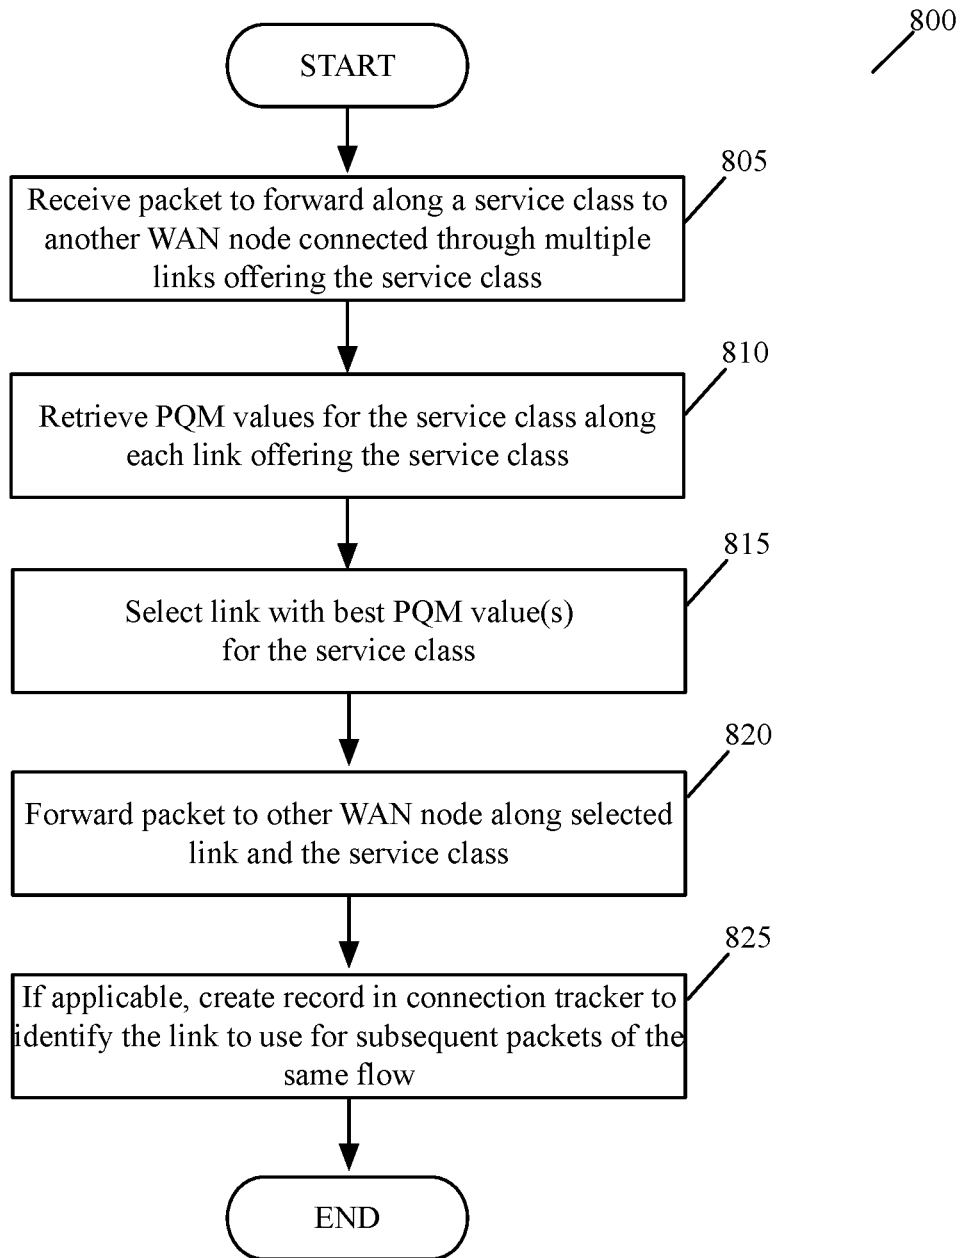 800
START
805
Receive packet to forward along a service class to
another WAN node connected through multiple
links offering the service class
810
Retrieve PQM values for the service class along
each link offering the service class
815
Select link with best PQM value(s)
for the service class
820
Forward packet to other WAN node along selected
link and the service class
825
If applicable, create record in connection tracker to
identify the link to use for subsequent packets of the
same flow
END